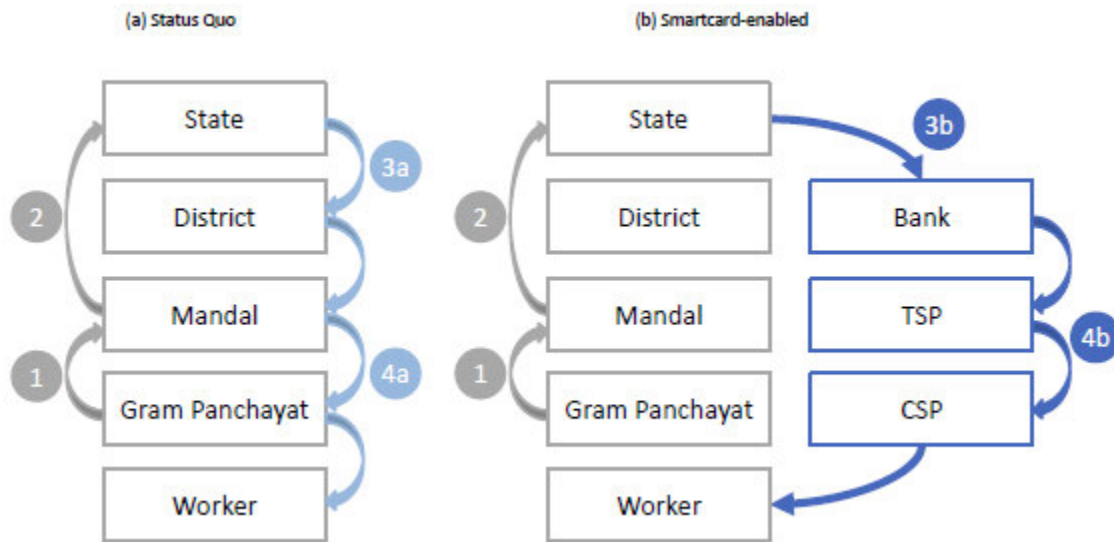 (a) Status Quo
State
3a
District
2
Mandal
4a
1
Gram Panchayat
Worker
(b) Smartcard-enabled
State
3b
District
Bank
2
Mandal
TSP
4b
1
Gram Panchayat
CSP
Worker